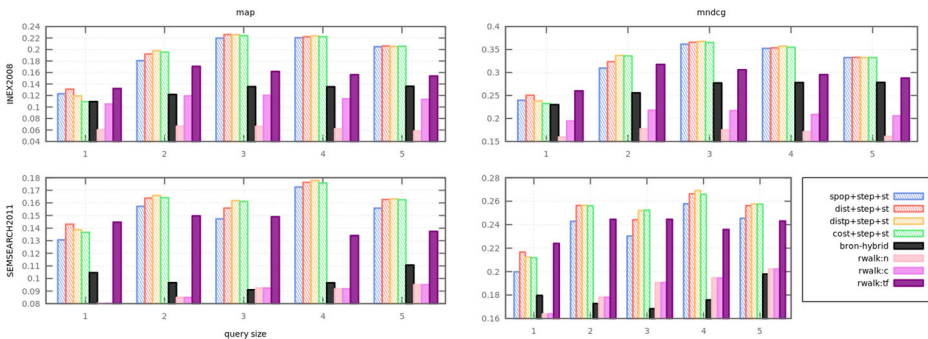 map
mndcg
INEX2008
0.24
0.22
0.2
0.18
0.16
0.14
0.12
0.1
0.08
0.06
0.04
1 2 3 4 5
0.4
0.35
0.3
0.25
0.2
0.15
1 2 3 4 5
SEMSEARCH2011
0.18
0.17
0.16
0.15
0.14
0.13
0.12
0.11
0.1
0.09
0.08
1 2 3 4 5
query size
0.28
0.26
0.24
0.22
0.2
0.18
0.16
1 2 3 4 5
spop+step+st
dist+step+st
distp+step+st
cost+step+st
bron-hybrid
rwalk:n
rwalk:c
rwalk:tf